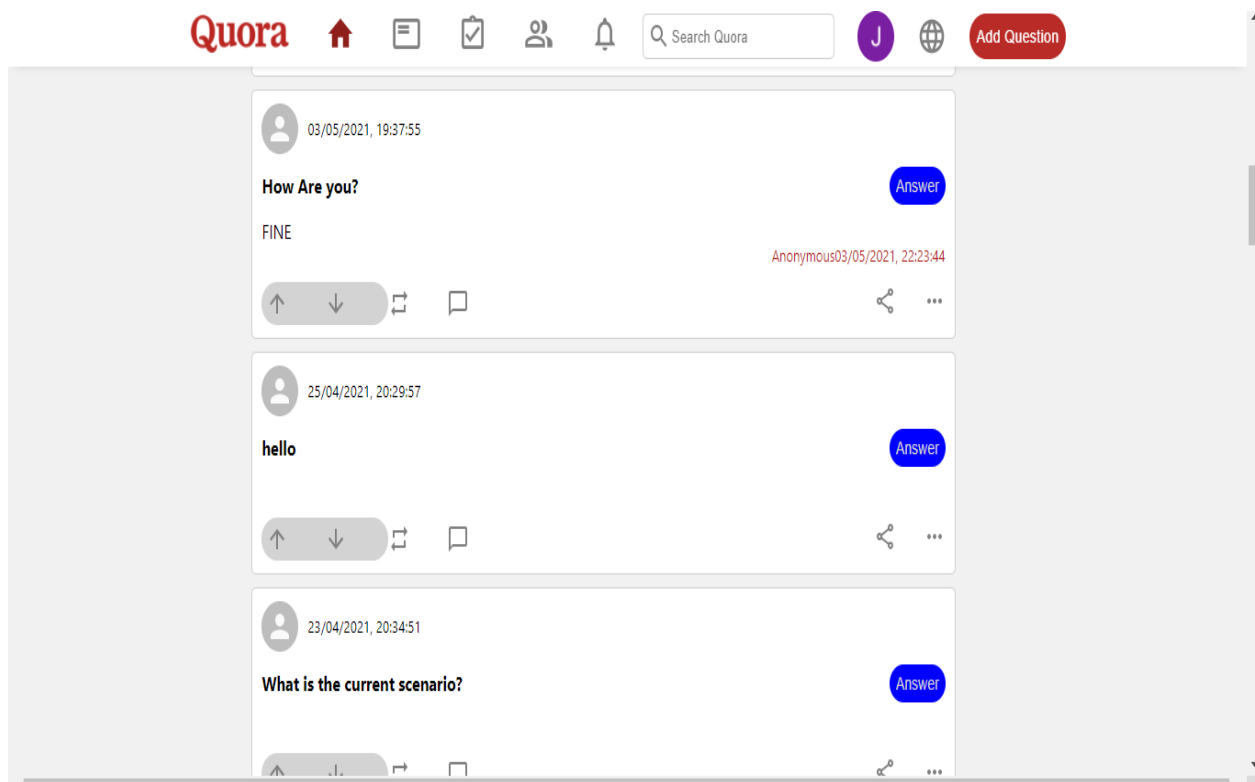 Quora
Search Quora
J
Add Question
03/05/2021, 19:37:55
How Are you?
Answer
FINE
Anonymous03/05/2021, 22:23:44
25/04/2021, 20:29:57
hello
Answer
23/04/2021, 20:34:51
What is the current scenario?
Answer